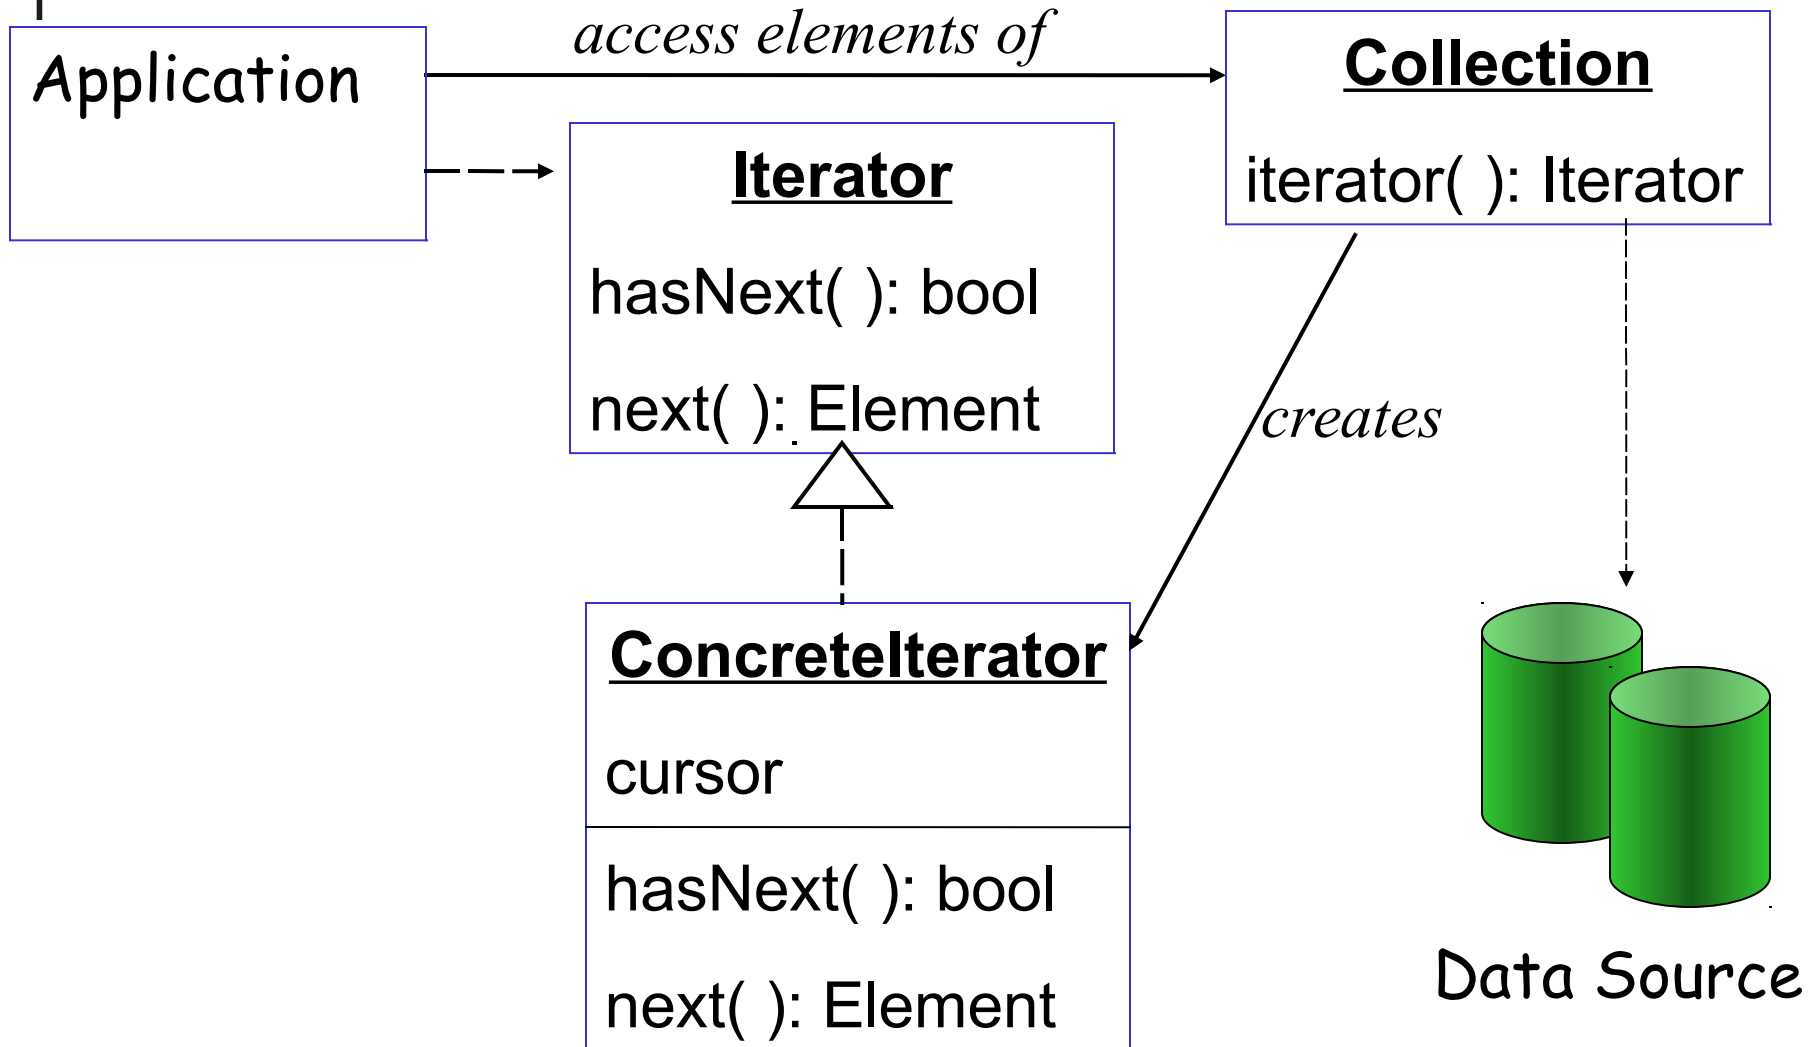 access elements of
Application
Collection
iterator( ): Iterator
Iterator
hasNext( ): bool
next( ): Element
creates
ConcreteIterator
cursor
hasNext( ): bool
next( ): Element
Data Source